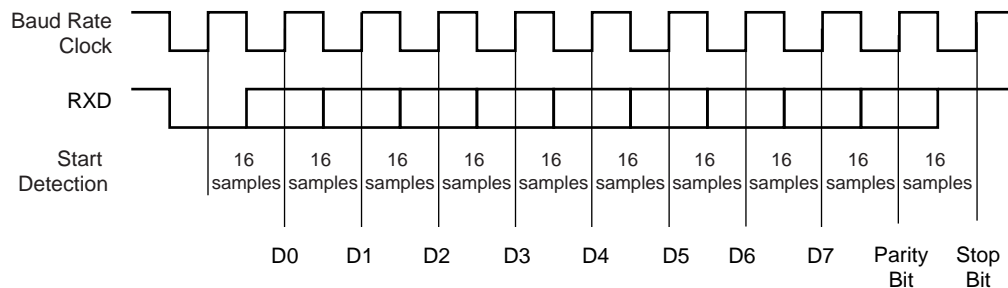 Baud Rate
Clock
RXD
Start
Detection
16 16 16 16 16 16 16 16 16 16
samples samples samples samples samples samples samples samples samples samples
D0 D1 D2 D3 D4 D5 D6 D7 Parity Stop
Bit Bit